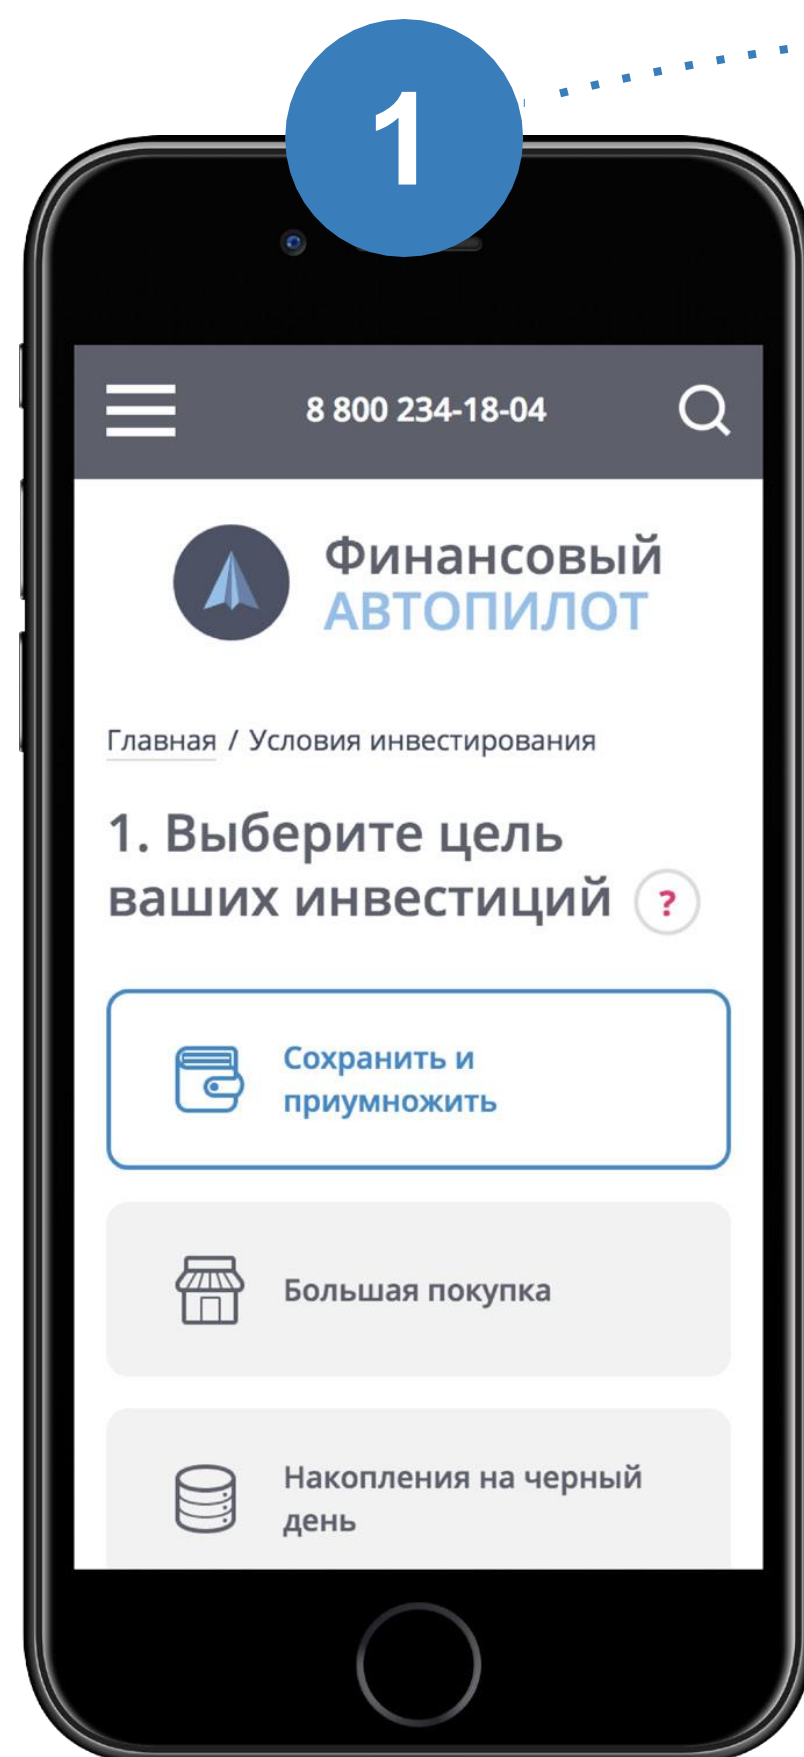 1
8 800 234-18-04
Финансовый
АВТОПИЛОТ
Главная / Условия инвестирования
1. Выберите цель
ваших инвестиций ?
Сохранить и
приумножить
Большая покупка
Накопления на черный
день